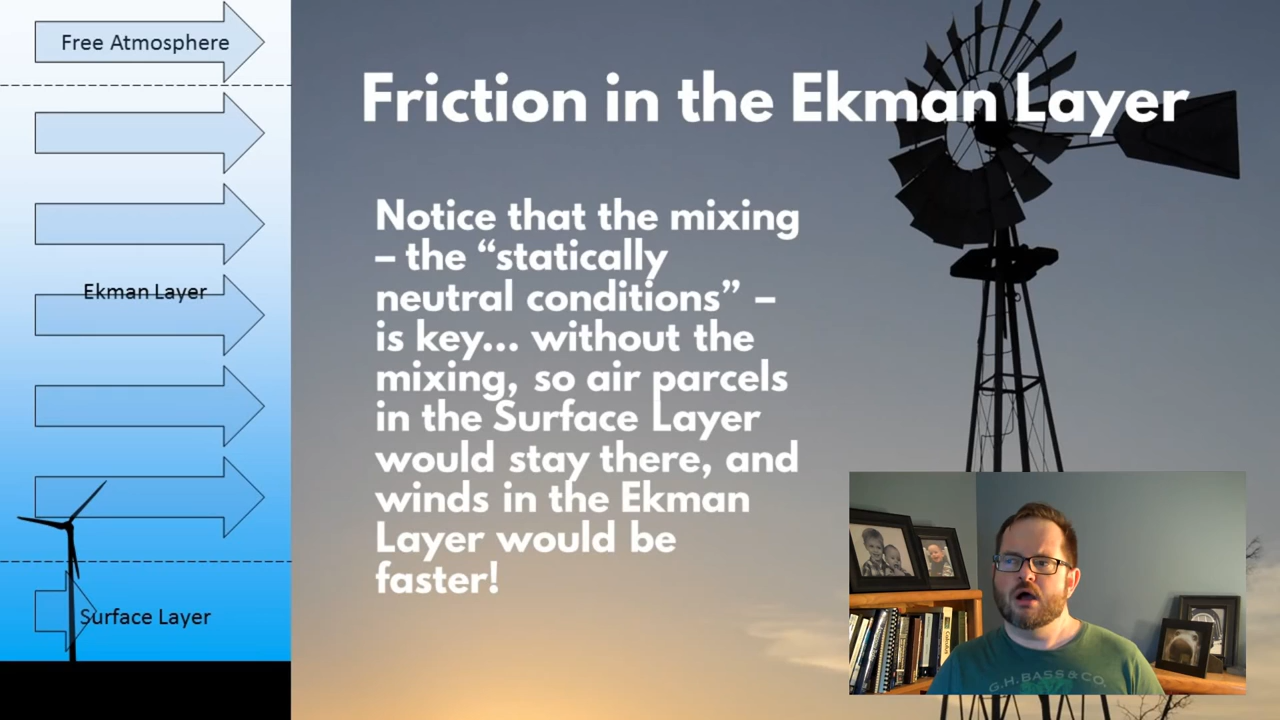 Free Atmosphere
Ekman Layer
Surface Layer
Friction in the Ekman Layer
Notice that the mixing
– the “statically
neutral conditions” –
is key... without the
mixing, so air parcels
in the Surface Layer
would stay there, and
winds in the Ekman
Layer would be
faster!
G.H.BASS&CO.